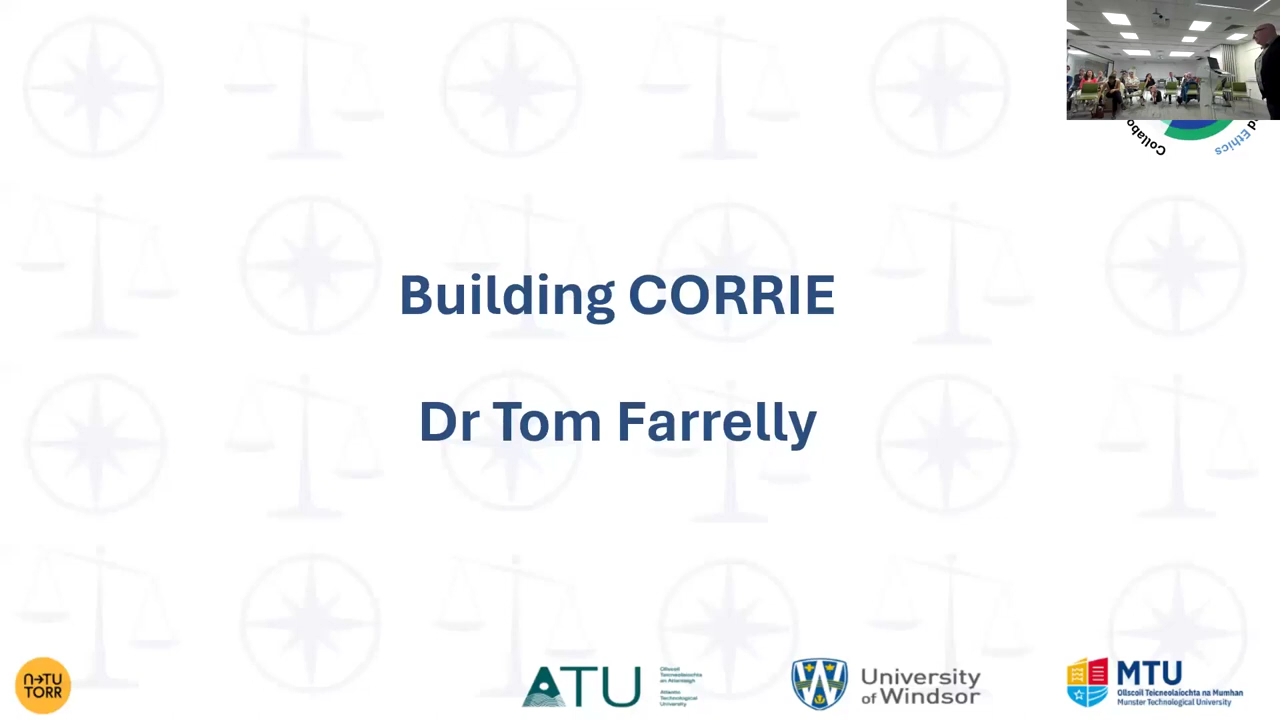 Collabo
d Ethics
Building CORRIE
Dr Tom Farrelly
N→TU
TORR
ATU
Ollscoil
Teicneolaíochta
an Atlantaigh
Atlantic
Technological
University
University
of Windsor
MTU
Ollscoil Teicneolaíochta na Mumhan
Munster Technological University